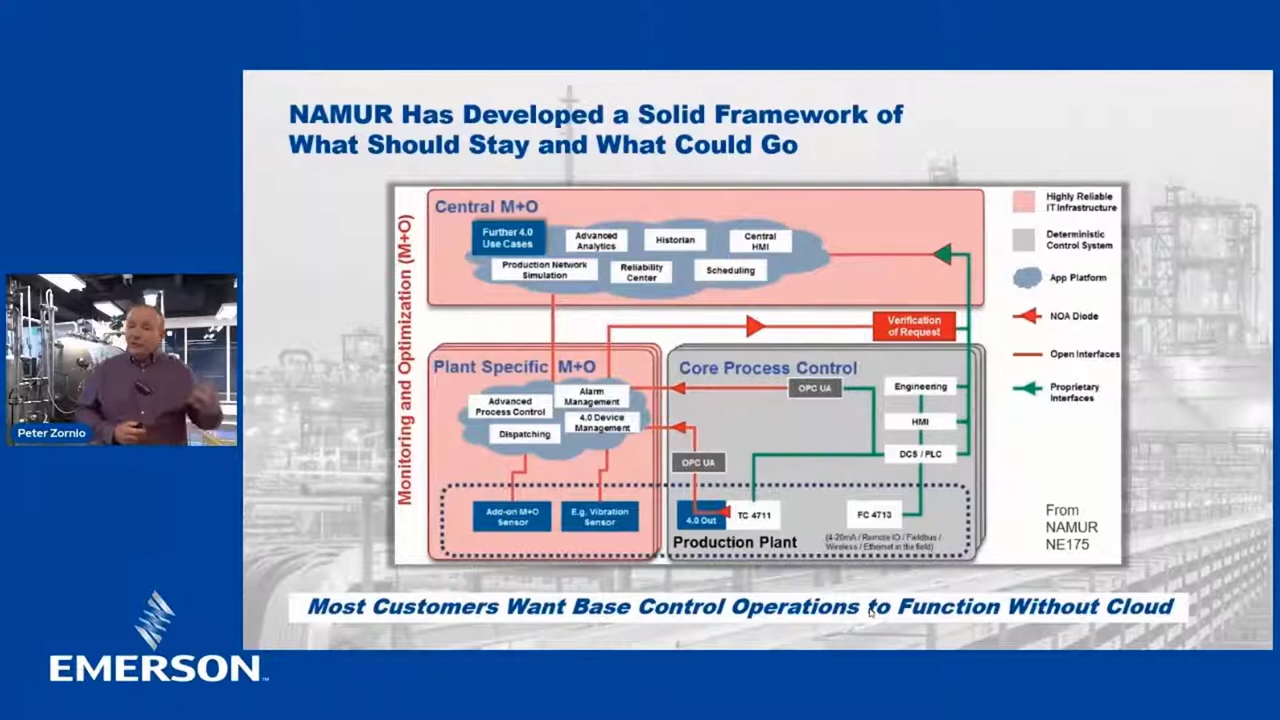 NAMUR Has Developed a Solid Framework of
What Should Stay and What Could Go
Monitoring and Optimization (M+O)
Central M+O
Further 4.0
Use Cases
Advanced
Analytics
Historian
Central
HMI
Production Network
Simulation
Reliability
Center
Scheduling
Verification
of Request
Plant Specific M+O
Advanced
Process Control
Alarm
Management
4.0 Device
Management
Dispatching
Add-on M+O
Sensor
E.g. Vibration
Sensor
Core Process Control
OPC UA
Engineering
HMI
DCS / PLC
OPC UA
4.0 Out
TC 4711
FC 4713
Production Plant
(4-20mA / Remote IO / Fieldbus /
Wireless / Ethernet in the field)
Highly Reliable
IT Infrastructure
Deterministic
Control System
App Platform
NOA Diode
Open Interfaces
Proprietary
Interfaces
From
NAMUR
NE175
Most Customers Want Base Control Operations to Function Without Cloud
Peter Zornio
EMERSON™